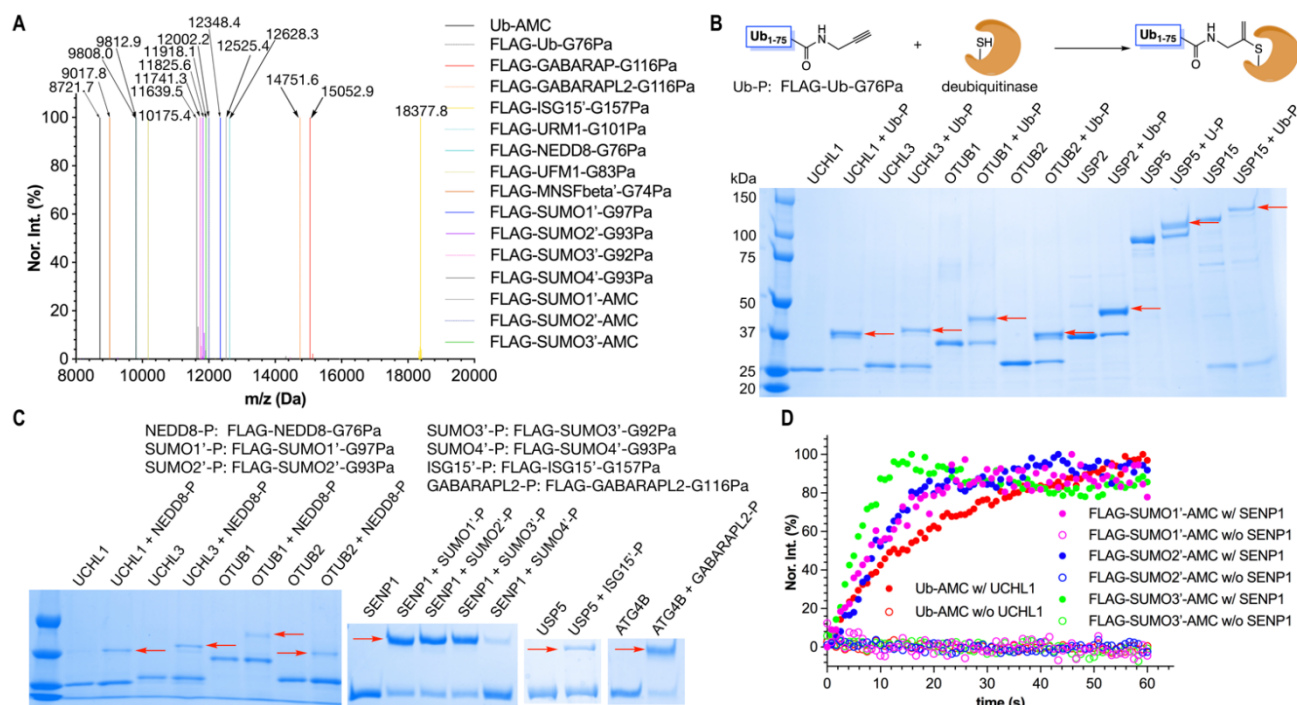 A
12348.4
12002.2
9812.9
11918.1
12628.3
9808.0
11825.6
12525.4
9017.8
11741.3
8721.7
11639.5
10175.4
14751.6
15052.9
18377.8
100
80
60
40
20
0
Nor. Int. (%)
8000 10000 12000 14000 16000 18000 20000
m/z (Da)
Ub-AMC
FLAG-Ub-G76Pa
FLAG-GABARAP-G116Pa
FLAG-GABARAPL2-G116Pa
FLAG-ISG15'-G157Pa
FLAG-URM1-G101Pa
FLAG-NEDD8-G76Pa
FLAG-UFM1-G83Pa
FLAG-MNSFbeta'-G74Pa
FLAG-SUMO1'-G97Pa
FLAG-SUMO2'-G93Pa
FLAG-SUMO3'-G92Pa
FLAG-SUMO4'-G93Pa
FLAG-SUMO1'-AMC
FLAG-SUMO2'-AMC
FLAG-SUMO3'-AMC
B
Ub1-75
H
N
O
+
SH
Ub1-75
H
N
O
S
Ub-P: FLAG-Ub-G76Pa
deubiquitinase
UCHL1
UCHL1 + Ub-P
UCHL3
UCHL3 + Ub-P
OTUB1
OTUB1 + Ub-P
OTUB2
OTUB2 + Ub-P
USP2
USP2 + Ub-P
USP5
USP5 + U-P
USP15
USP15 + Ub-P
kDa
150
100
75
50
37
25
20
C
NEDD8-P: FLAG-NEDD8-G76Pa
SUMO1'-P: FLAG-SUMO1'-G97Pa
SUMO2'-P: FLAG-SUMO2'-G93Pa
SUMO3'-P: FLAG-SUMO3'-G92Pa
SUMO4'-P: FLAG-SUMO4'-G93Pa
ISG15'-P: FLAG-ISG15'-G157Pa
GABARAPL2-P: FLAG-GABARAPL2-G116Pa
UCHL1
UCHL1 + NEDD8-P
UCHL3
UCHL3 + NEDD8-P
OTUB1
OTUB1 + NEDD8-P
OTUB2
OTUB2 + NEDD8-P
SENP1
SENP1 + SUMO1'-P
SENP1 + SUMO2'-P
SENP1 + SUMO3'-P
SENP1 + SUMO4'-P
USP5
USP5 + ISG15'-P
ATG4B
ATG4B + GABARAPL2-P
D
100
80
60
40
20
0
Nor. Int. (%)
0 10 20 30 40 50 60
time (s)
Ub-AMC w/ UCHL1
Ub-AMC w/o UCHL1
FLAG-SUMO1'-AMC w/ SENP1
FLAG-SUMO1'-AMC w/o SENP1
FLAG-SUMO2'-AMC w/ SENP1
FLAG-SUMO2'-AMC w/o SENP1
FLAG-SUMO3'-AMC w/ SENP1
FLAG-SUMO3'-AMC w/o SENP1